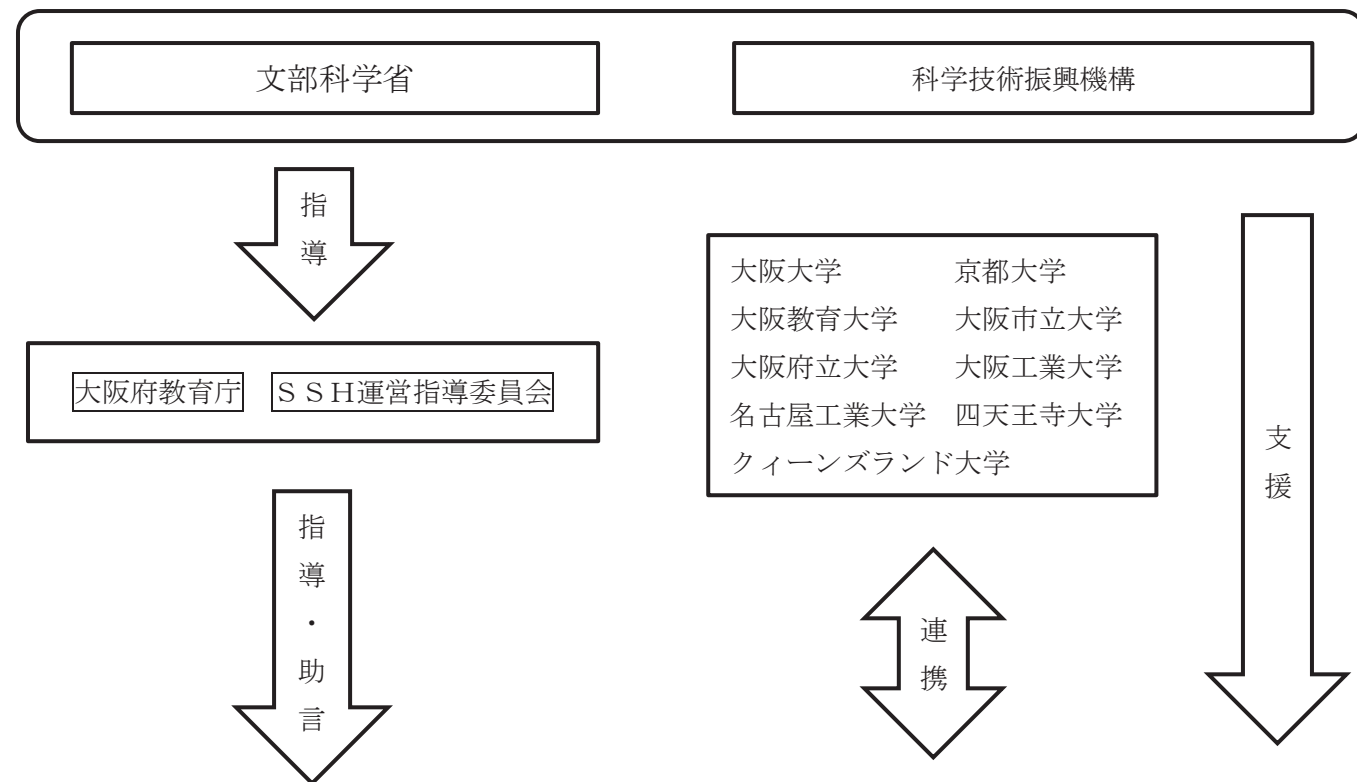 文部科学省
科学技術振興機構
指導
大阪府教育庁 ＳＳＨ運営指導委員会
指導・助言
大阪大学 京都大学
大阪教育大学 大阪市立大学
大阪府立大学 大阪工業大学
名古屋工業大学 四天王寺大学
クィーンズランド大学
連携
支援